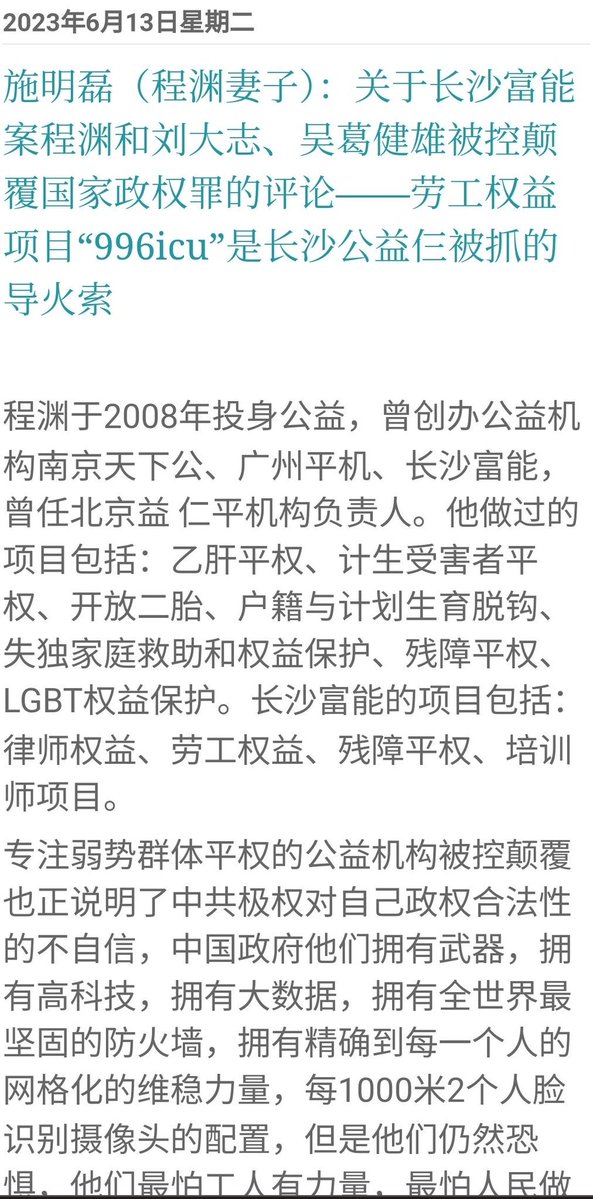 2023年6月13日星期二
施明磊（程渊妻子）：关于长沙富能
案程渊和刘大志、吴葛健雄被控颠
覆国家政权罪的评论——劳工权益
项目“996icu”是长沙公益仨被抓的
导火索
程渊于2008年投身公益，曾创办公益机
构南京天下公、广州平机、长沙富能，
曾任北京益 仁平机构负责人。他做过的
项目包括：乙肝平权、计生受害者平
权、开放二胎、户籍与计划生育脱钩、
失独家庭救助和权益保护、残障平权、
LGBT权益保护。长沙富能的项目包括：
律师权益、劳工权益、残障平权、培训
师项目。
专注弱势群体平权的公益机构被控颠覆
也正说明了中共极权对自己政权合法性
的不自信，中国政府他们拥有武器，拥
有高科技，拥有大数据，拥有全世界最
坚固的防火墙，拥有精确到每一个人的
网格化的维稳力量，每1000米2个人脸
识别摄像头的配置，但是他们仍然恐
惧，他们最怕工人有力量，最怕人民做